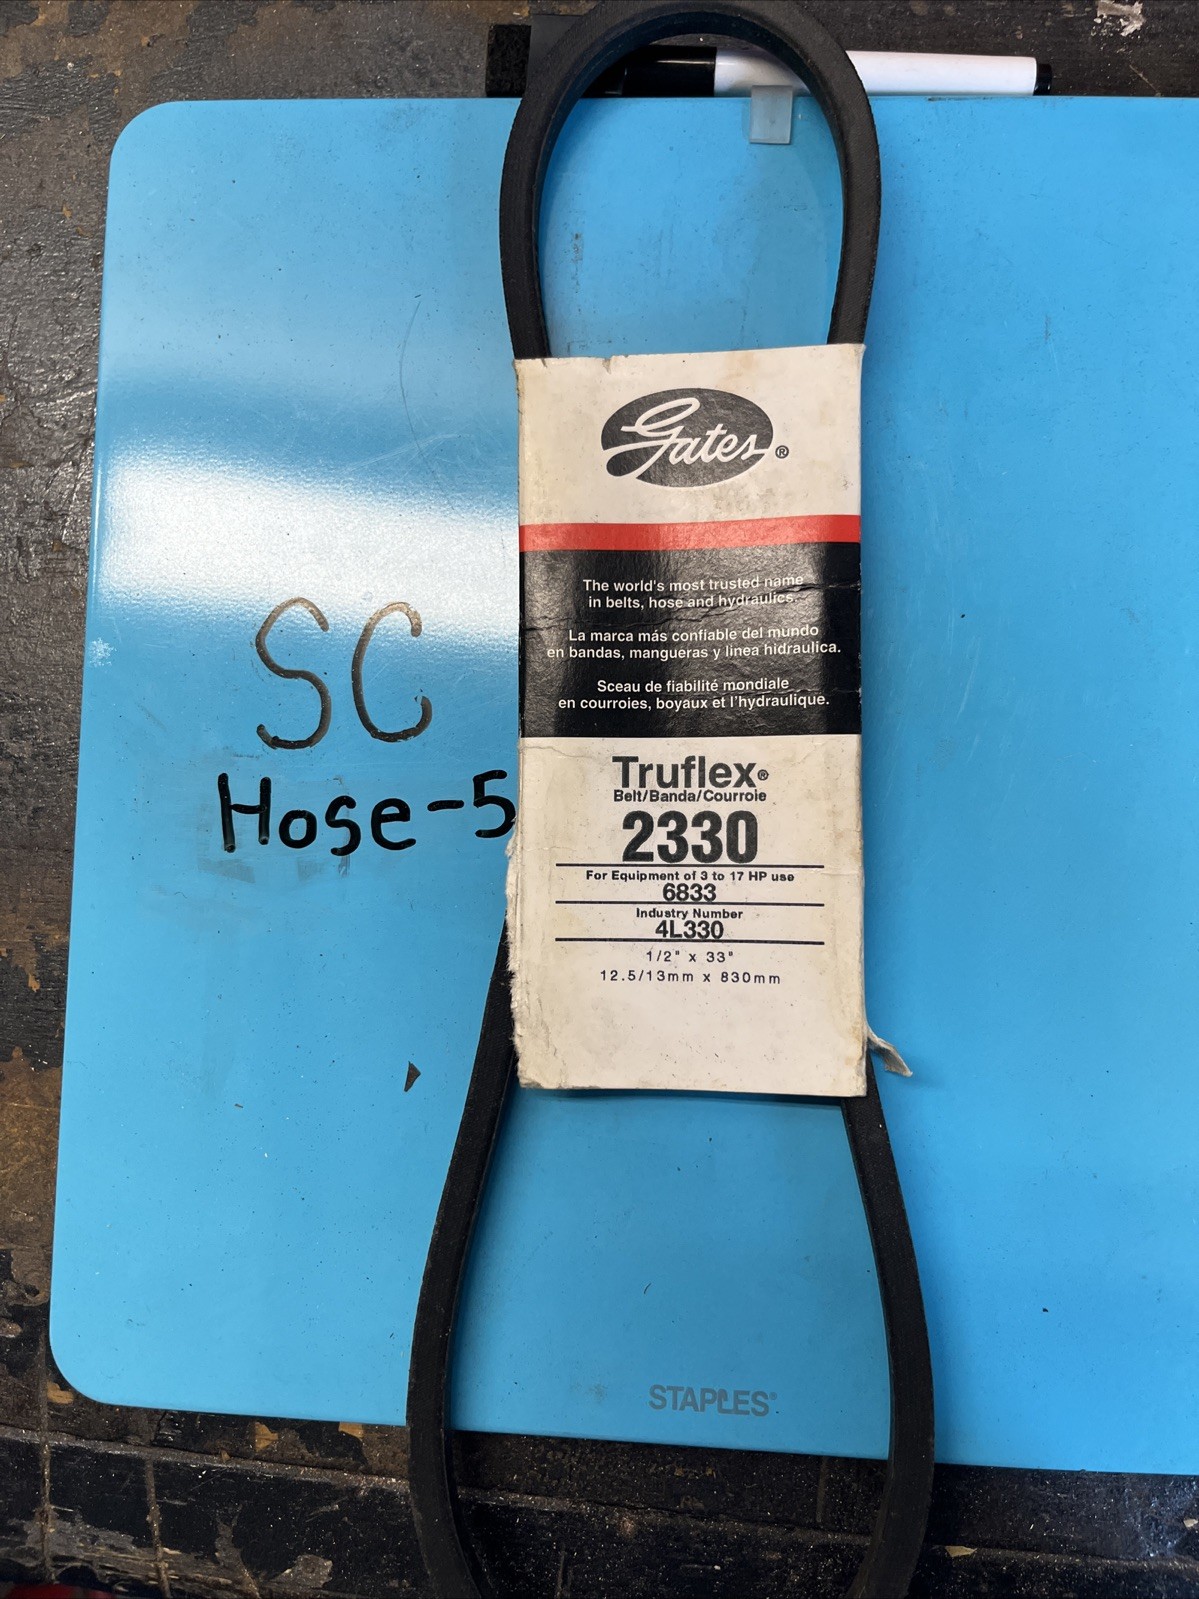 Gates®
The world's most trusted name
in belts, hose and hydraulics.
La marca más confiable del mundo
en bandas, mangueras y linea hidraulica.
Sceau de fiabilité mondiale
en courroies, boyaux et l'hydraulique.
SC
Hose-5
Truflex®
Belt/Banda/Courroie
2330
For Equipment of 3 to 17 HP use
6833
Industry Number
4L330
1/2" x 33"
12.5/13mm x 830mm
STAPLES®